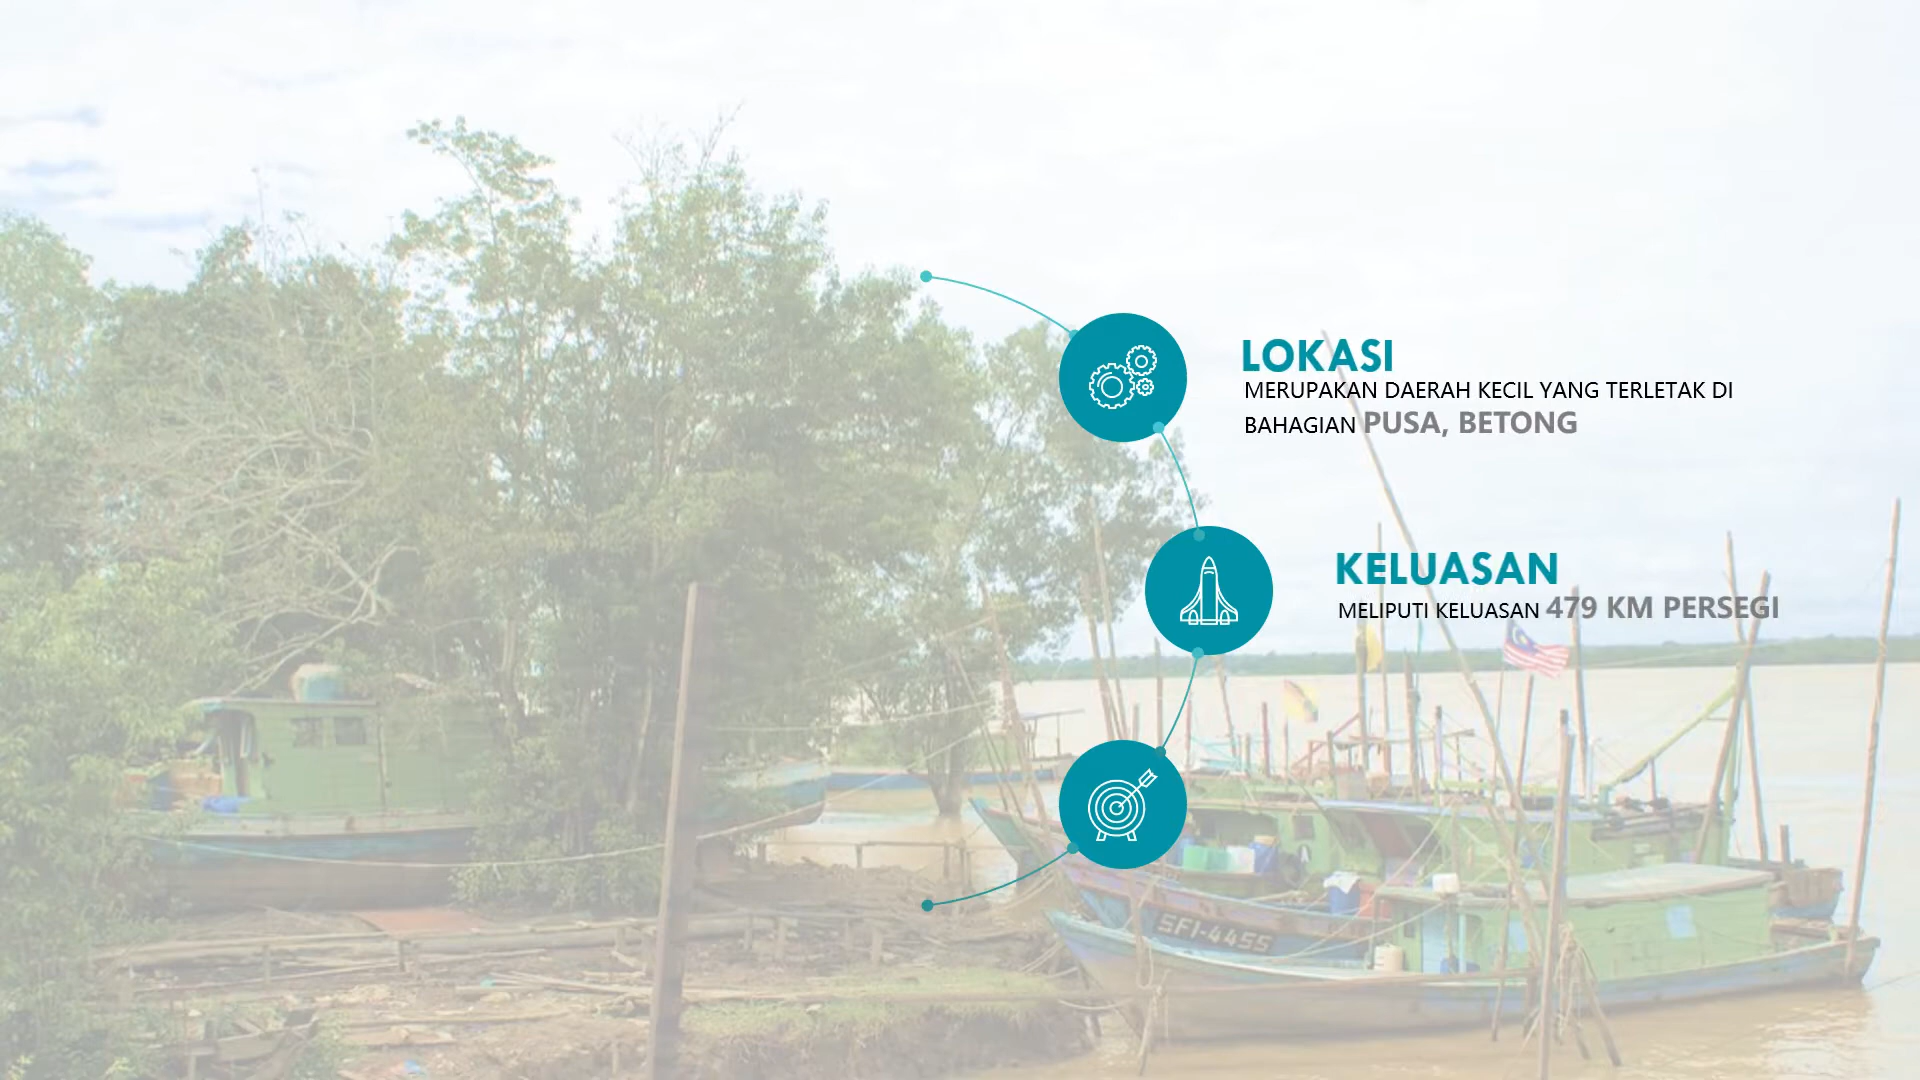 LOKASI
MERUPAKAN DAERAH KECIL YANG TERLETAK DI
BAHAGIAN PUSA, BETONG
KELUASAN
MELIPUTI KELUASAN 479 KM PERSEGI
SFI-4455